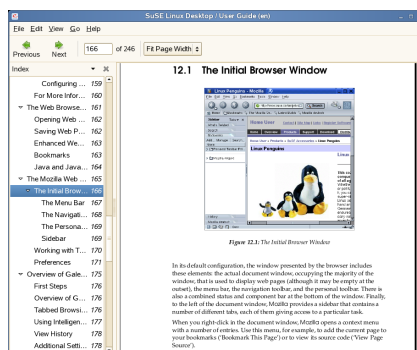 SuSE Linux Desktop / User Guide (en)
File Edit View Go Help
Previous Next 166 of 246 Fit Page Width
Index
Configuring ... 159
For More Infor... 160
The Web Browse... 161
Opening Web ... 162
Saving Web P... 162
Enhanced We... 163
Bookmarks 163
Java and Java... 164
The Mozilla Web ... 165
The Initial Brow... 166
The Menu Bar 167
The Navigati... 168
The Persona... 169
Sidebar 169
Working with T... 170
Preferences 171
Overview of Gale... 175
First Steps 176
Overview of G... 176
Tabbed Browsi... 176
Using Intelligen... 177
View History 178
Additional Setti... 178
12.1 The Initial Browser Window
Linux Penguins - Mozilla
Home User
Linux Penguins
Figure 12.1: The Initial Browser Window
In its default configuration, the window presented by the browser includes
these elements: the actual document window, occupying the majority of the
window, that is used to display web pages (although it may be empty at the
outset), the menu bar, the navigation toolbar, and the personal toolbar. There is
also a combined status and component bar at the bottom of the window. Finally,
to the left of the document window, Mozilla provides a sidebar that contains a
number of different tabs, each of them giving access to a particular task.
When you right-click in the document window, Mozilla opens a context menu
with a number of entries. Use this menu, for example, to add the current page to
your bookmarks ('Bookmark This Page') or to view its source code ('View Page
Source').